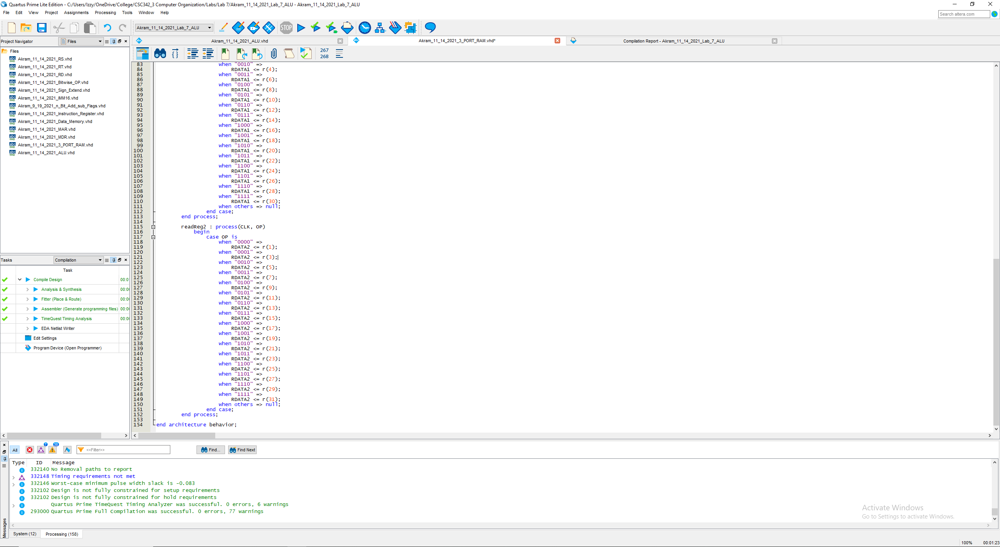 Quartus Prime Lite Edition - C:/Users/Izzy/OneDrive/College/CSC342_3 Computer Organization/Labs/Lab 7/Akram_11_14_2021_Lab_7_ALU - Akram_11_14_2021_Lab_7_ALU
File Edit View Project Assignments Processing Tools Window Help
Search altera.com
Akram_11_14_2021_Lab_7_ALU
STOP
Project Navigator
Files
Akram_11_14_2021_ALU.vhd
Akram_11_14_2021_3_PORT_RAM.vhd*
Compilation Report - Akram_11_14_2021_Lab_7_ALU
267
268
Files
Akram_11_14_2021_RS.vhd
Akram_11_14_2021_RT.vhd
Akram_11_14_2021_RD.vhd
Akram_11_14_2021_Bitwise_OP.vhd
Akram_11_14_2021_Sign_Extend.vhd
Akram_11_14_2021_IMM16.vhd
Akram_9_19_2021_n_Bit_Add_sub_Flags.vhd
Akram_11_14_2021_Instruction_Register.vhd
Akram_11_14_2021_Data_Memory.vhd
Akram_11_14_2021_MAR.vhd
Akram_11_14_2021_MDR.vhd
Akram_11_14_2021_3_PORT_RAM.vhd
Akram_11_14_2021_ALU.vhd
Tasks
Compilation
Task
Compile Design 00:0
Analysis & Synthesis 00:0
Fitter (Place & Route) 00:0
Assembler (Generate programming files) 00:0
TimeQuest Timing Analysis 00:0
EDA Netlist Writer
Edit Settings
Program Device (Open Programmer)
83 when "0010" =>
84 RDATA1 <= r(4);
85 when "0011" =>
86 RDATA1 <= r(6);
87 when "0100" =>
88 RDATA1 <= r(8);
89 when "0101" =>
90 RDATA1 <= r(10);
91 when "0110" =>
92 RDATA1 <= r(12);
93 when "0111" =>
94 RDATA1 <= r(14);
95 when "1000" =>
96 RDATA1 <= r(16);
97 when "1001" =>
98 RDATA1 <= r(18);
99 when "1010" =>
100 RDATA1 <= r(20);
101 when "1011" =>
102 RDATA1 <= r(22);
103 when "1100" =>
104 RDATA1 <= r(24);
105 when "1101" =>
106 RDATA1 <= r(26);
107 when "1110" =>
108 RDATA1 <= r(28);
109 when "1111" =>
110 RDATA1 <= r(30);
111 when others => null;
112 end case;
113 end process;
114
115 readReg2 : process(CLK, OP)
116 begin
117 case OP is
118 when "0000" =>
119 RDATA2 <= r(1);
120 when "0001" =>
121 RDATA2 <= r(3);
122 when "0010" =>
123 RDATA2 <= r(5);
124 when "0011" =>
125 RDATA2 <= r(7);
126 when "0100" =>
127 RDATA2 <= r(9);
128 when "0101" =>
129 RDATA2 <= r(11);
130 when "0110" =>
131 RDATA2 <= r(13);
132 when "0111" =>
133 RDATA2 <= r(15);
134 when "1000" =>
135 RDATA2 <= r(17);
136 when "1001" =>
137 RDATA2 <= r(19);
138 when "1010" =>
139 RDATA2 <= r(21);
140 when "1011" =>
141 RDATA2 <= r(23);
142 when "1100" =>
143 RDATA2 <= r(25);
144 when "1101" =>
145 RDATA2 <= r(27);
146 when "1110" =>
147 RDATA2 <= r(29);
148 when "1111" =>
149 RDATA2 <= r(31);
150 when others => null;
151 end case;
152 end process;
153
154 end architecture behavior;
All 7 38 <<Filter>> Find... Find Next
Type ID Message
332140 No Removal paths to report
332148 Timing requirements not met
332146 Worst-case minimum pulse width slack is -0.083
332102 Design is not fully constrained for setup requirements
332102 Design is not fully constrained for hold requirements
Quartus Prime TimeQuest Timing Analyzer was successful. 0 errors, 6 warnings
293000 Quartus Prime Full Compilation was successful. 0 errors, 77 warnings
Activate Windows
Go to Settings to activate Windows.
Messages
System (12) Processing (158)
100% 00:01:23